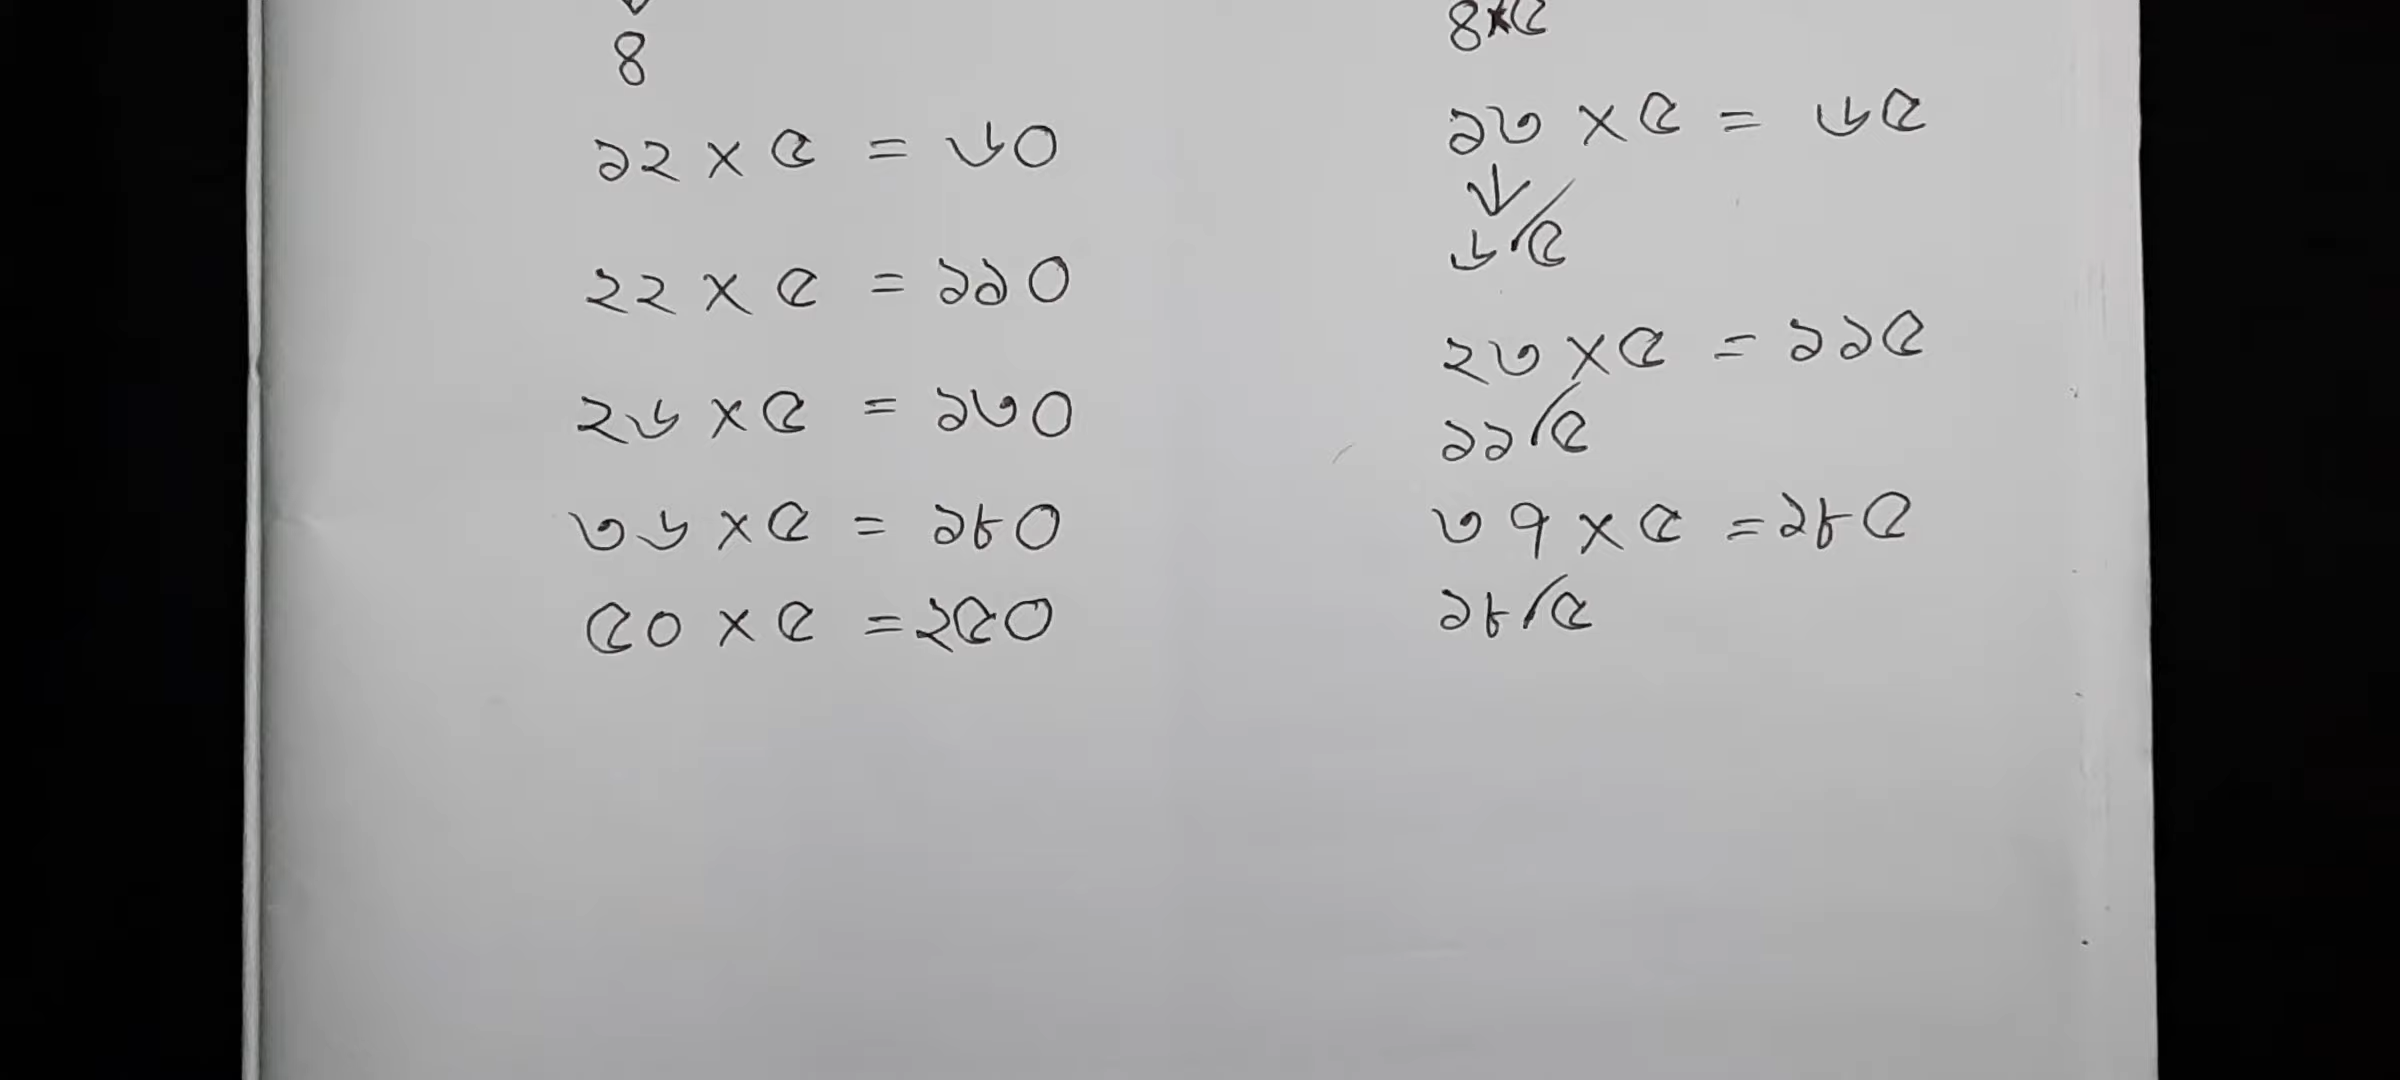 ৪
১২ × ৫ = ৬০
২২ × ৫ = ১১০
২৬ × ৫ = ১৩০
৩৬ × ৫ = ১৮০
৫০ × ৫ = ২৫০
৪*৫
১৩ × ৫ = ৬৫
৬/৫
২৩ × ৫ = ১১৫
১১/৫
৩৭ × ৫ = ১৮৫
১৮/৫